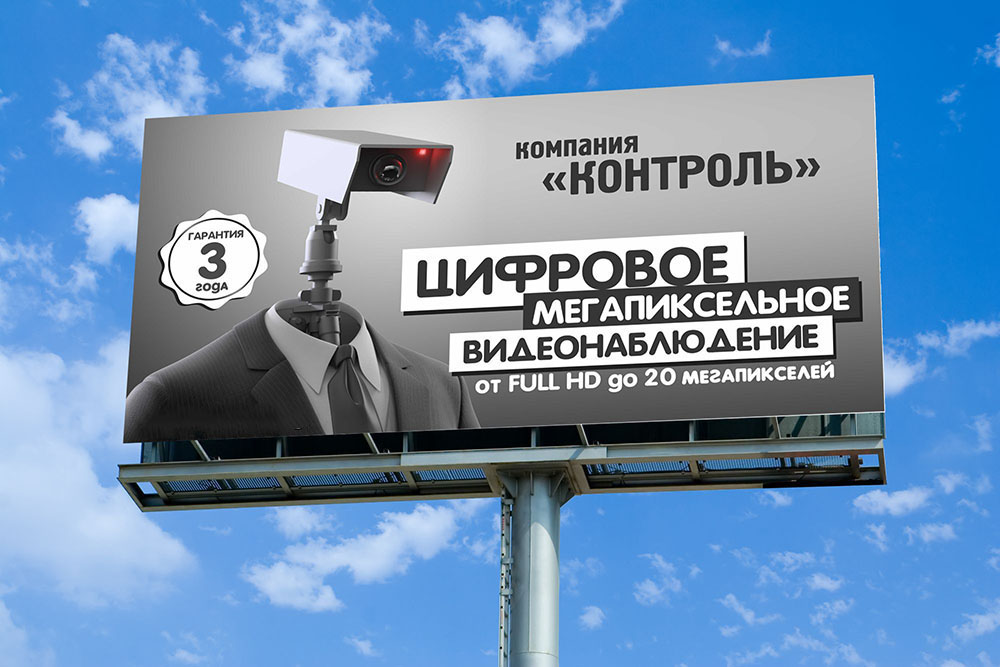 компания
«КОНТРОЛЬ»
ГАРАНТИЯ
3
года
ЦИФРОВОЕ
МЕГАПИКСЕЛЬНОЕ
ВИДЕОНАБЛЮДЕНИЕ
от FULL HD до 20 мегапикселей